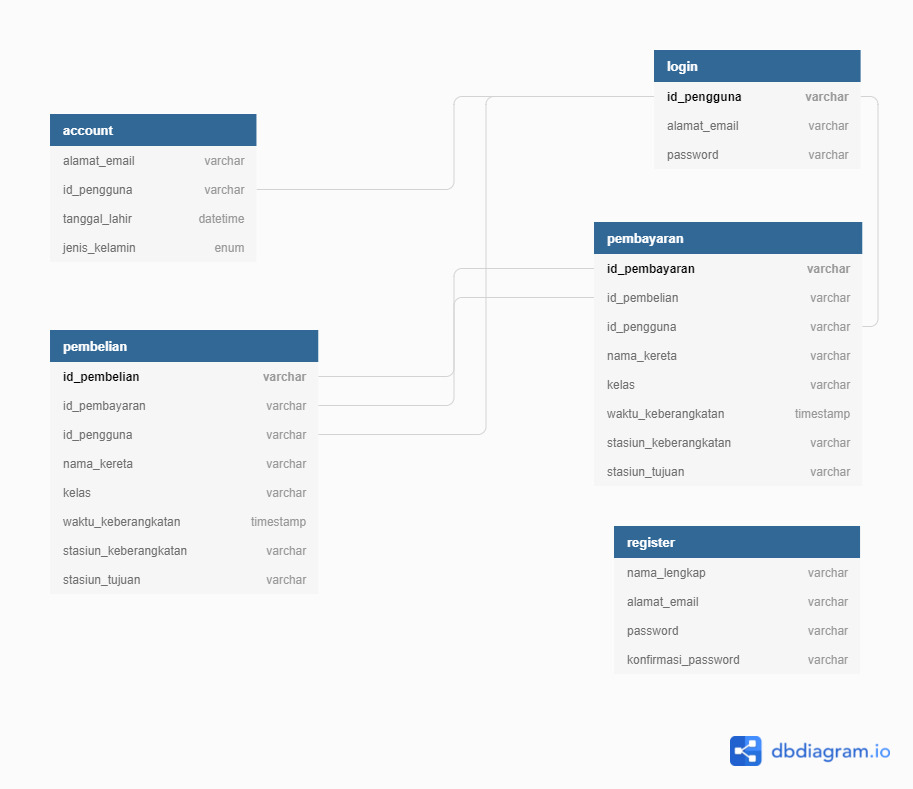 login
id_pengguna varchar
alamat_email varchar
password varchar
account
alamat_email varchar
id_pengguna varchar
tanggal_lahir datetime
jenis_kelamin enum
pembayaran
id_pembayaran varchar
id_pembelian varchar
id_pengguna varchar
nama_kereta varchar
kelas varchar
waktu_keberangkatan timestamp
stasiun_keberangkatan varchar
stasiun_tujuan varchar
pembelian
id_pembelian varchar
id_pembayaran varchar
id_pengguna varchar
nama_kereta varchar
kelas varchar
waktu_keberangkatan timestamp
stasiun_keberangkatan varchar
stasiun_tujuan varchar
register
nama_lengkap varchar
alamat_email varchar
password varchar
konfirmasi_password varchar
dbdiagram.io